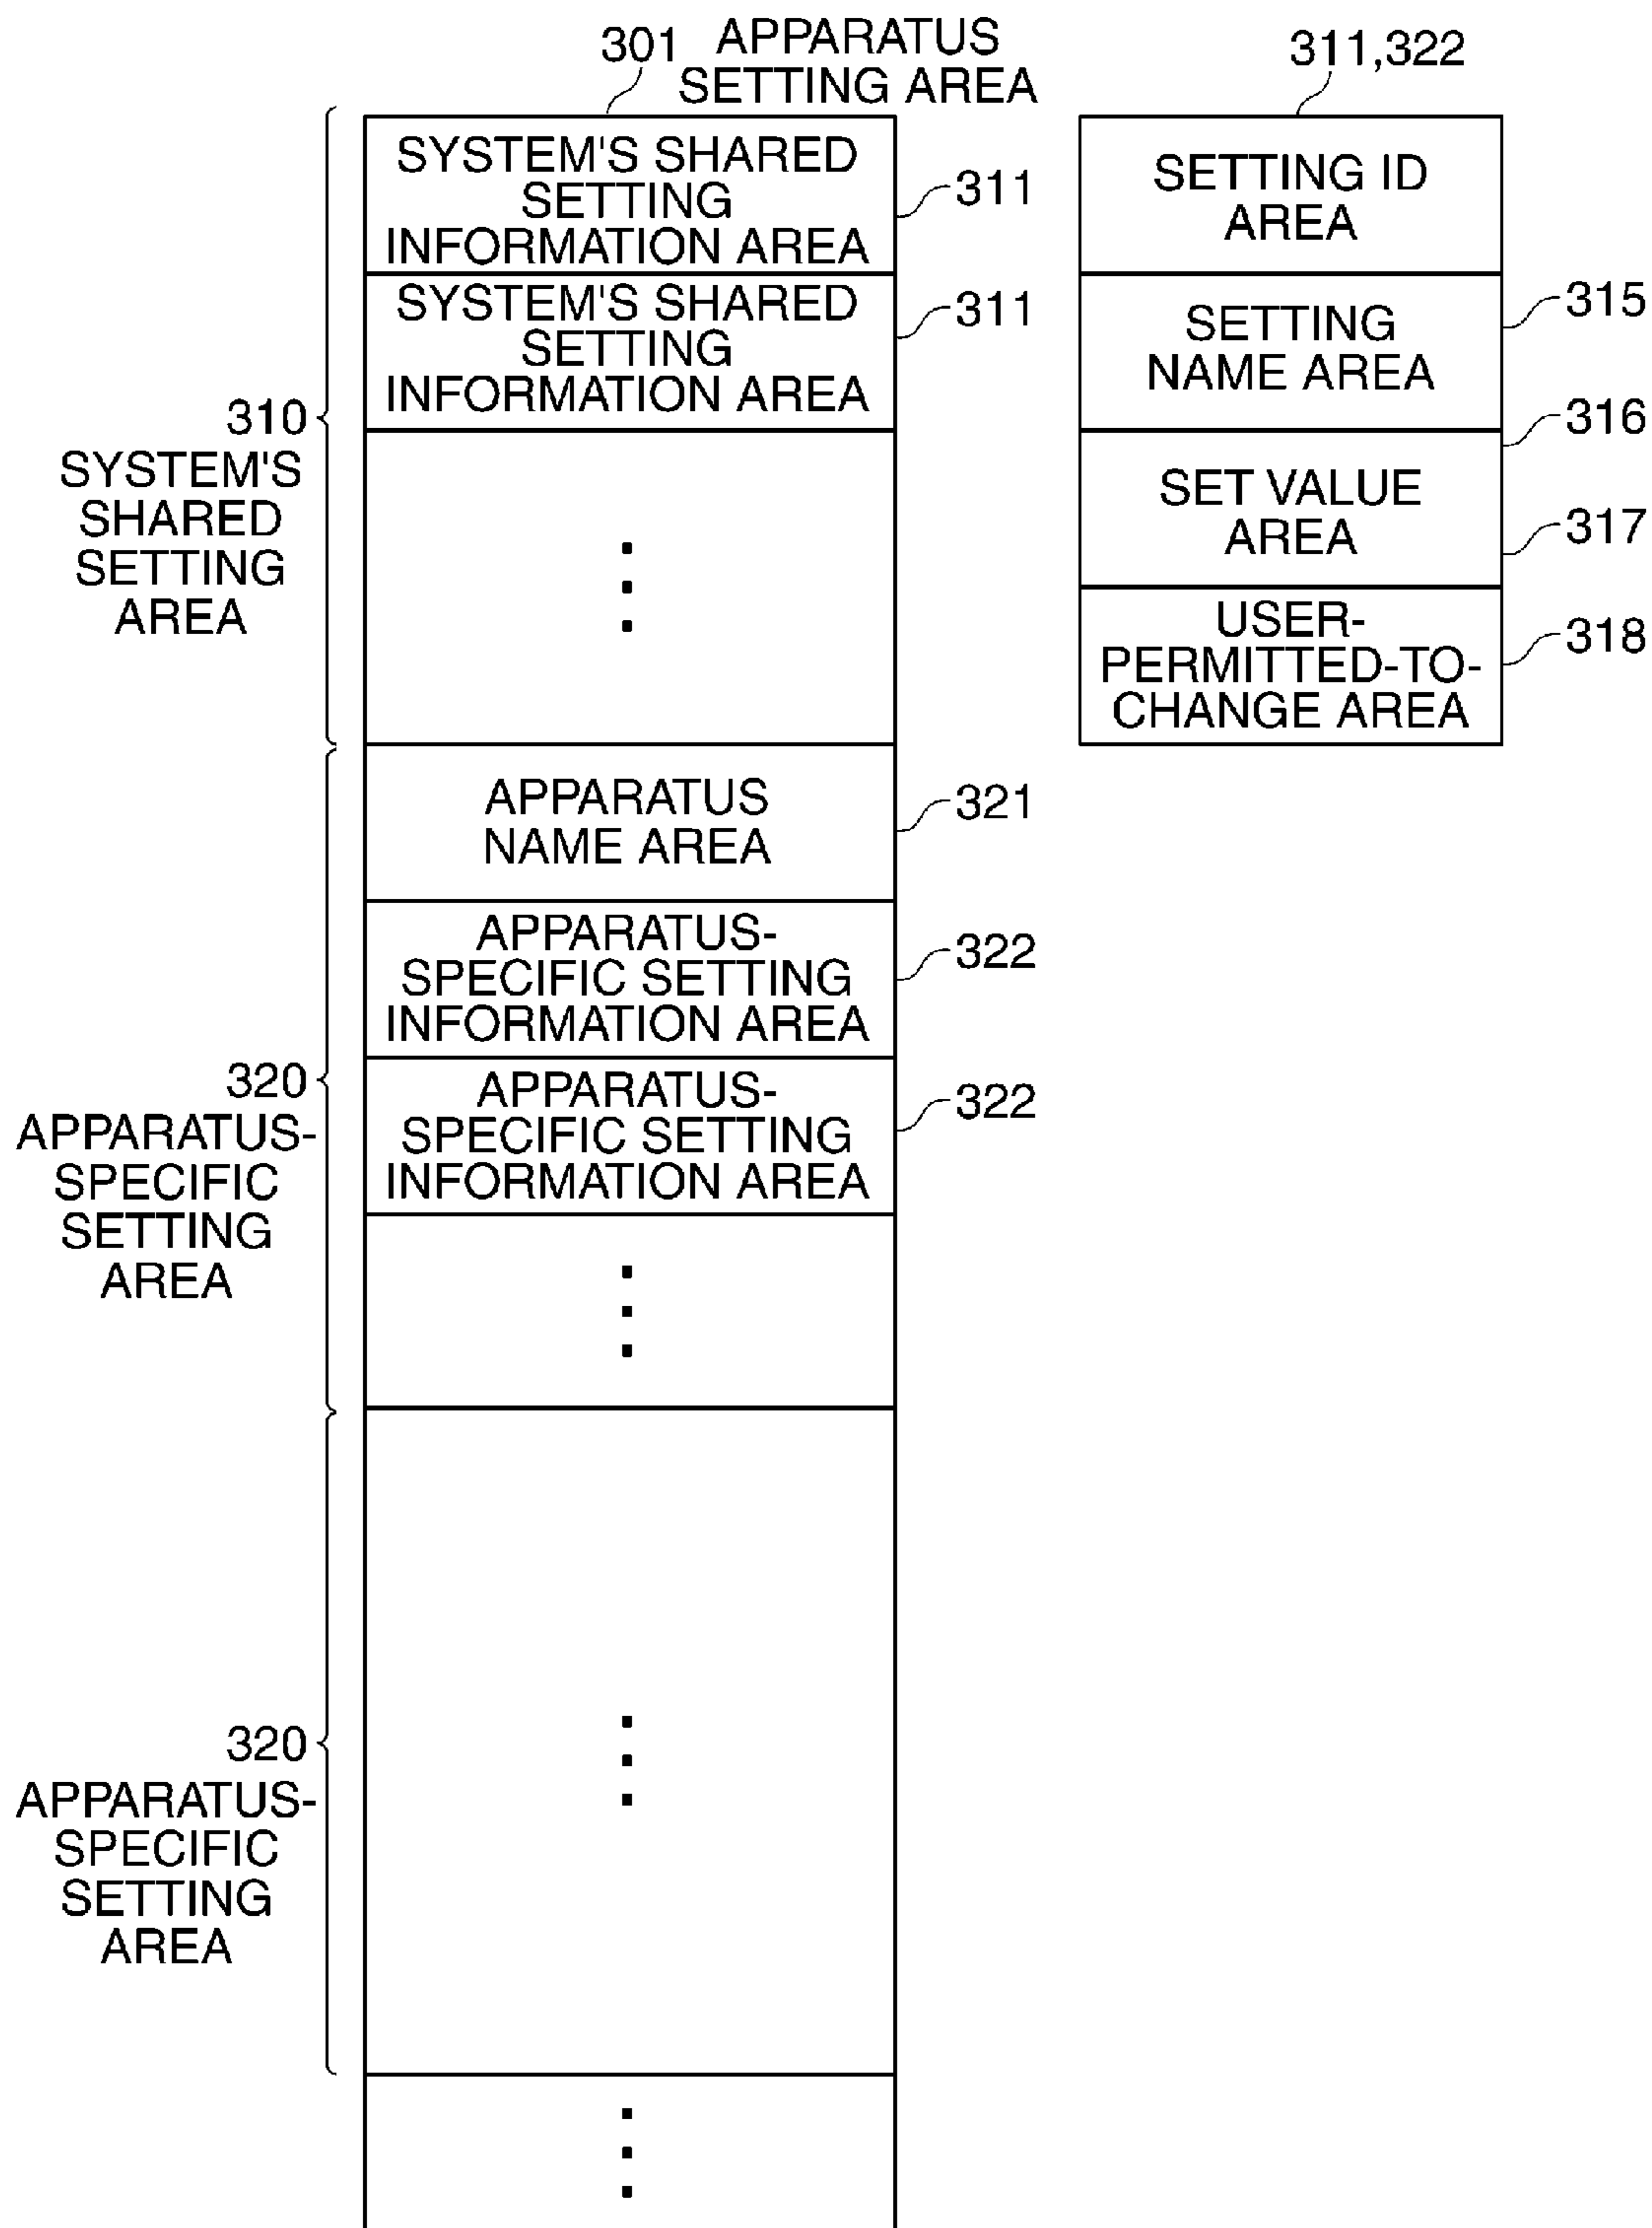 301
APPARATUS
SETTING AREA
SYSTEM'S SHARED
SETTING
INFORMATION AREA
311
SYSTEM'S SHARED
SETTING
INFORMATION AREA
311
310
SYSTEM'S
SHARED
SETTING
AREA
APPARATUS
NAME AREA
321
APPARATUS-
SPECIFIC SETTING
INFORMATION AREA
322
320
APPARATUS-
SPECIFIC
SETTING
AREA
APPARATUS-
SPECIFIC SETTING
INFORMATION AREA
322
320
APPARATUS-
SPECIFIC
SETTING
AREA
311,322
SETTING ID
AREA
SETTING
NAME AREA
315
316
SET VALUE
AREA
317
USER-
PERMITTED-TO-
CHANGE AREA
318